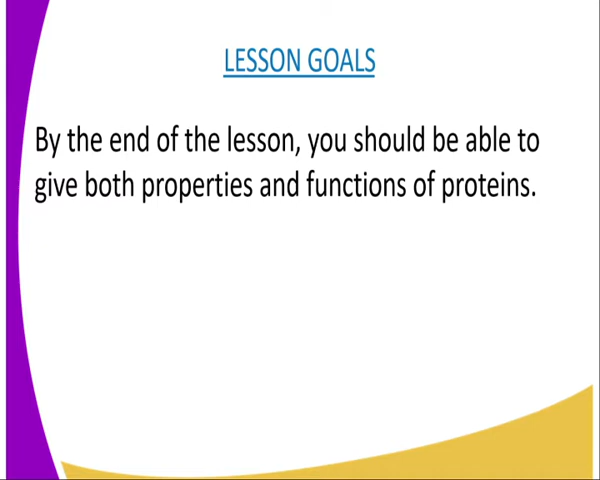 LESSON GOALS
By the end of the lesson, you should be able to
give both properties and functions of proteins.